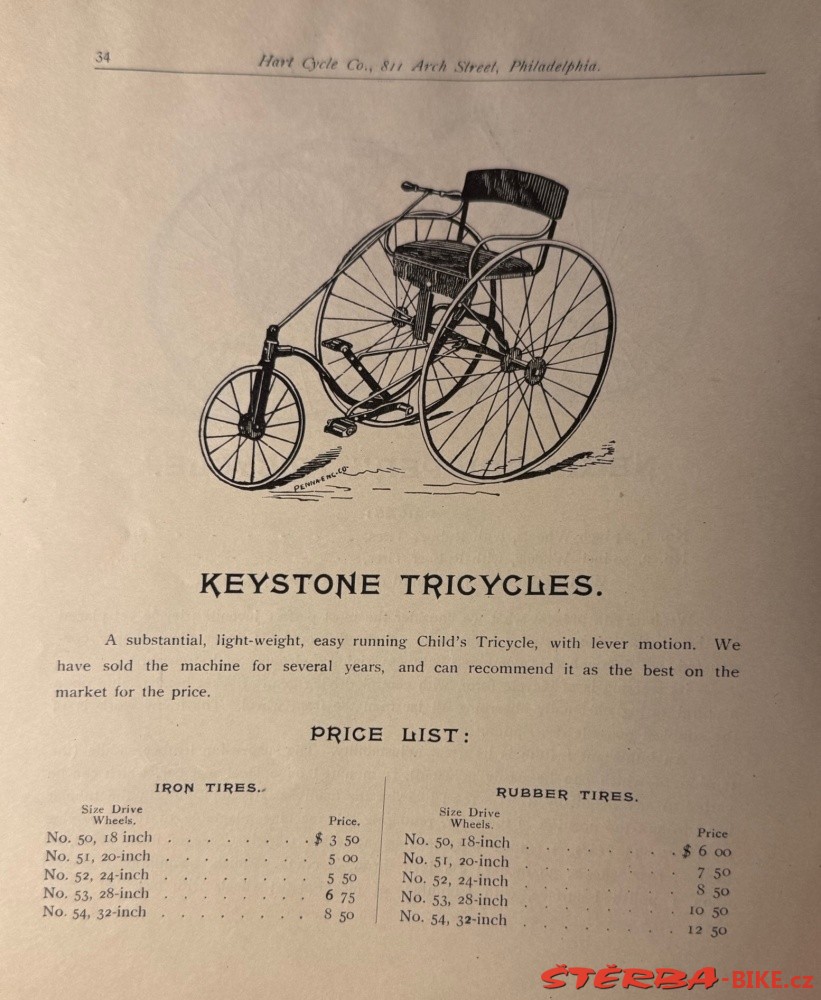 34
Hart Cycle Co., 811 Arch Street, Philadelphia.
PENNA.ENG.CO.
KEYSTONE TRICYCLES.
A substantial, light-weight, easy running Child's Tricycle, with lever motion. We
have sold the machine for several years, and can recommend it as the best on the
market for the price.
PRICE LIST:
IRON TIRES.
Size Drive
Wheels.
Price.
No. 50, 18 inch . . . . . . . . $ 3 50
No. 51, 20-inch . . . . . . . . 5 00
No. 52, 24-inch . . . . . . . . 5 50
No. 53, 28-inch . . . . . . . . 6 75
No. 54, 32-inch . . . . . . . . 8 50
RUBBER TIRES.
Size Drive
Wheels.
Price
No. 50, 18-inch . . . . . . . . $ 6 00
No. 51, 20-inch . . . . . . . . 7 50
No. 52, 24-inch . . . . . . . . 8 50
No. 53, 28-inch . . . . . . . . 10 50
No. 54, 32-inch . . . . . . . . 12 50
ŠTĚRBA-BIKE.cz